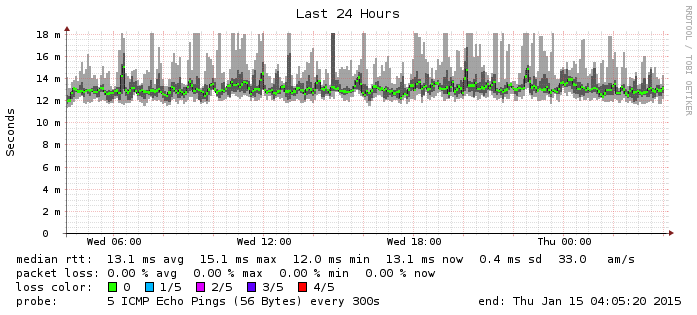 Last 24 Hours
RRDTOOL / TOBI OETIKER
Seconds
18 m
16 m
14 m
12 m
10 m
8 m
6 m
4 m
2 m
0
Wed 06:00 Wed 12:00 Wed 18:00 Thu 00:00
median rtt: 13.1 ms avg 15.1 ms max 12.0 ms min 13.1 ms now 0.4 ms sd 33.0 am/s
packet loss: 0.00 % avg 0.00 % max 0.00 % min 0.00 % now
loss color: 0 1/5 2/5 3/5 4/5
probe: 5 ICMP Echo Pings (56 Bytes) every 300s end: Thu Jan 15 04:05:20 2015